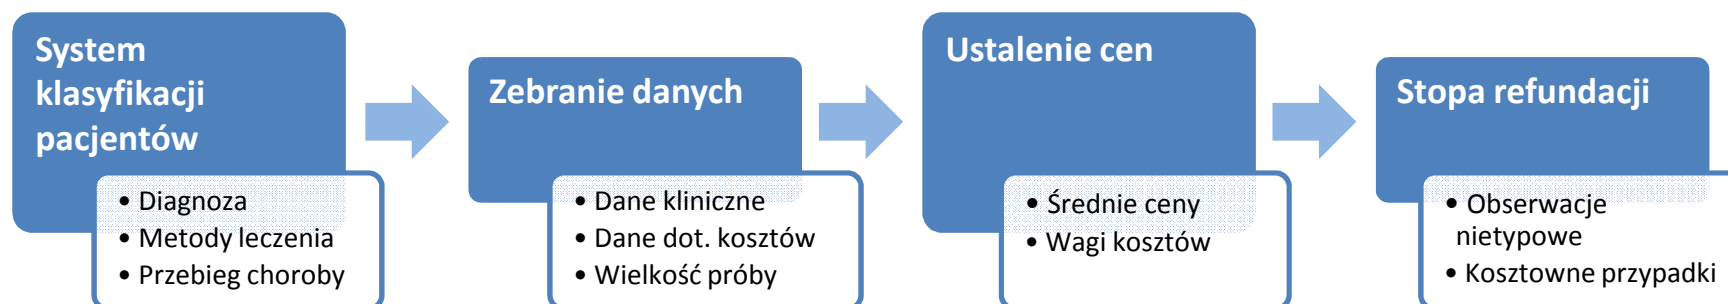 System
klasyfikacji
pacjentów
• Diagnoza
• Metody leczenia
• Przebieg choroby
Zebranie danych
• Dane kliniczne
• Dane dot. kosztów
• Wielkość próby
Ustalenie cen
• Średnie ceny
• Wagi kosztów
Stopa refundacji
• Obserwacje
nietypowe
• Kosztowne przypadki